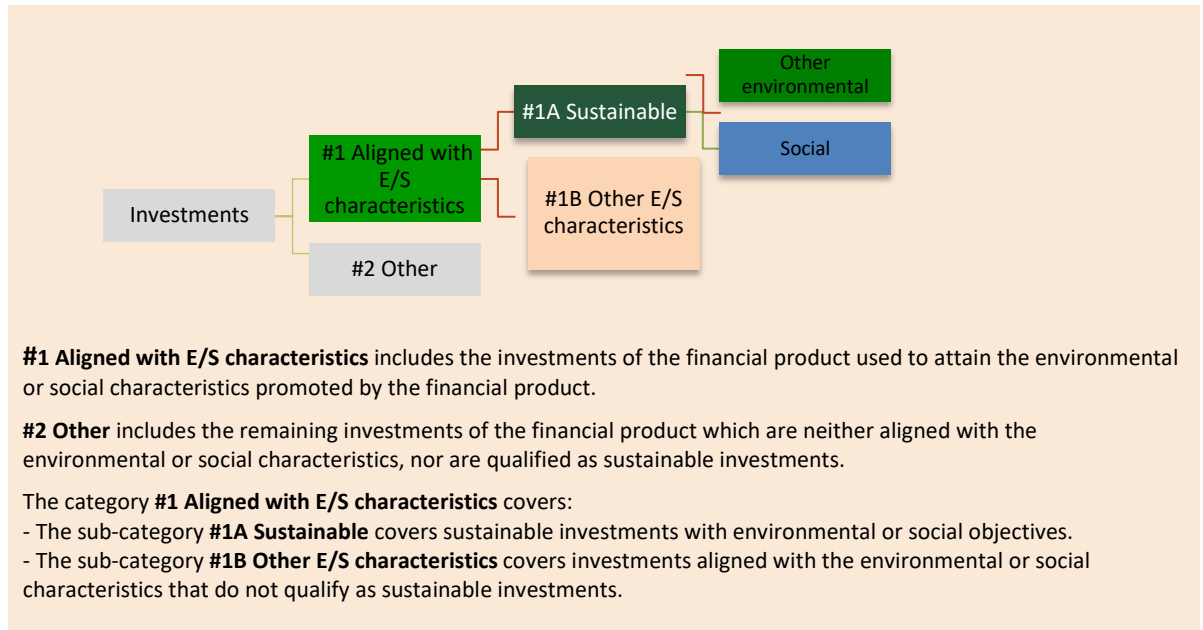 Other
environmental
#1A Sustainable
Social
#1 Aligned with
E/S
characteristics
#1B Other E/S
characteristics
Investments
#2 Other
#1 Aligned with E/S characteristics includes the investments of the financial product used to attain the environmental
or social characteristics promoted by the financial product.
#2 Other includes the remaining investments of the financial product which are neither aligned with the
environmental or social characteristics, nor are qualified as sustainable investments.
The category #1 Aligned with E/S characteristics covers:
- The sub-category #1A Sustainable covers sustainable investments with environmental or social objectives.
- The sub-category #1B Other E/S characteristics covers investments aligned with the environmental or social
characteristics that do not qualify as sustainable investments.